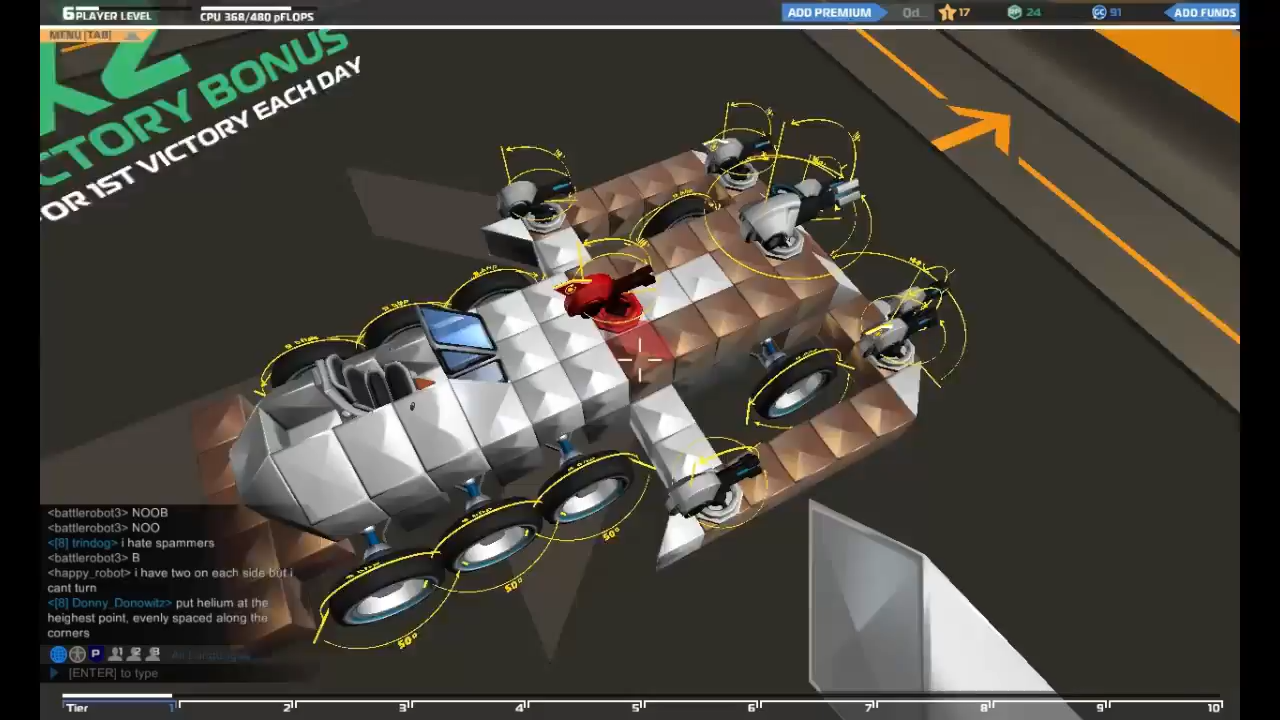 6 PLAYER LEVEL
CPU 368/480 pFLOPS
ADD PREMIUM
0d...
17
24
GC 91
ADD FUNDS
MENU [TAB]
X2
CTORY BONUS
OR 1ST VICTORY EACH DAY
50°
50°
50°
<battlerobot3> NOOB
<battlerobot3> NOO
<[8] trindog> i hate spammers
<battlerobot3> B
<happy_robot> i have two on each side but i
cant turn
<[8] Donny_Donowitz> put helium at the
heighest point, evenly spaced along the
corners
P
[ENTER] to type
Tier 1 2 3 4 5 6 7 8 9 10